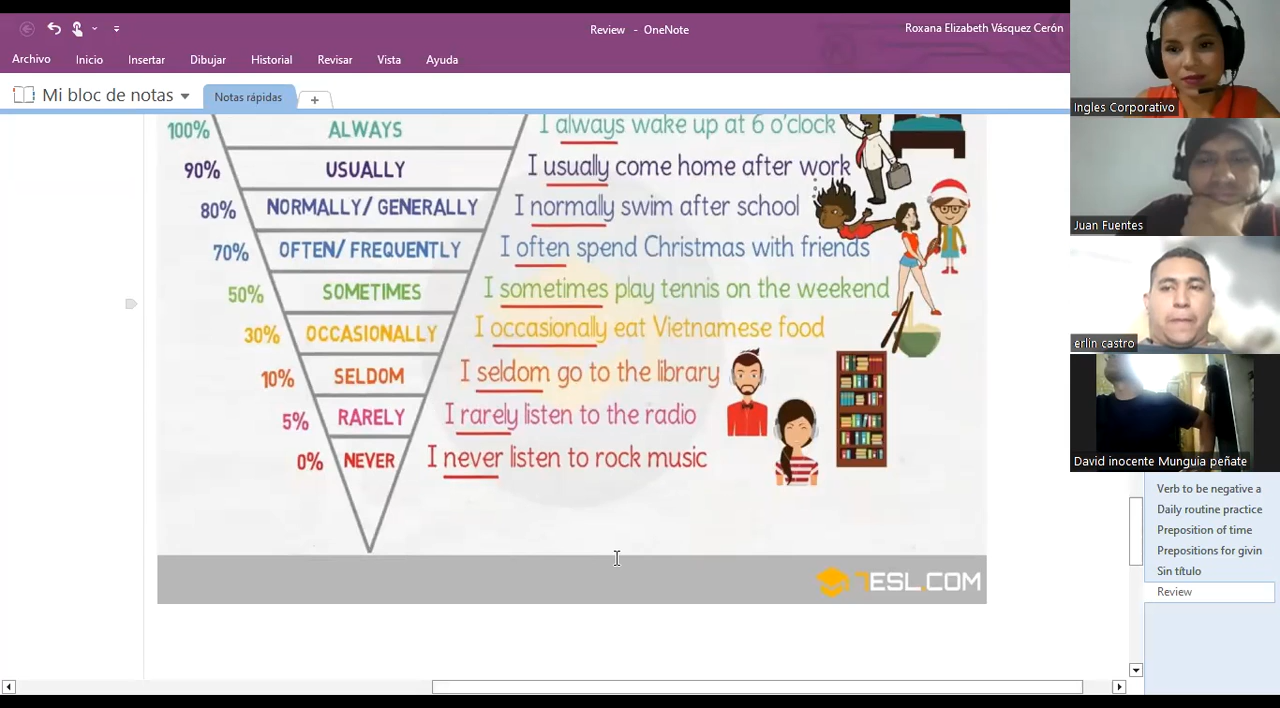 Review - OneNote
Roxana Elizabeth Vásquez Cerón
Archivo Inicio Insertar Dibujar Historial Revisar Vista Ayuda
Mi bloc de notas
Notas rápidas
+
100% ALWAYS I always wake up at 6 o'clock
90% USUALLY I usually come home after work
80% NORMALLY/ GENERALLY I normally swim after school
70% OFTEN/ FREQUENTLY I often spend Christmas with friends
50% SOMETIMES I sometimes play tennis on the weekend
30% OCCASIONALLY I occasionally eat Vietnamese food
10% SELDOM I seldom go to the library
5% RARELY I rarely listen to the radio
0% NEVER I never listen to rock music
7ESL.COM
Ingles Corporativo
Juan Fuentes
erlin castro
David inocente Munguia peñate
Verb to be negative a
Daily routine practice
Preposition of time
Prepositions for givin
Sin título
Review